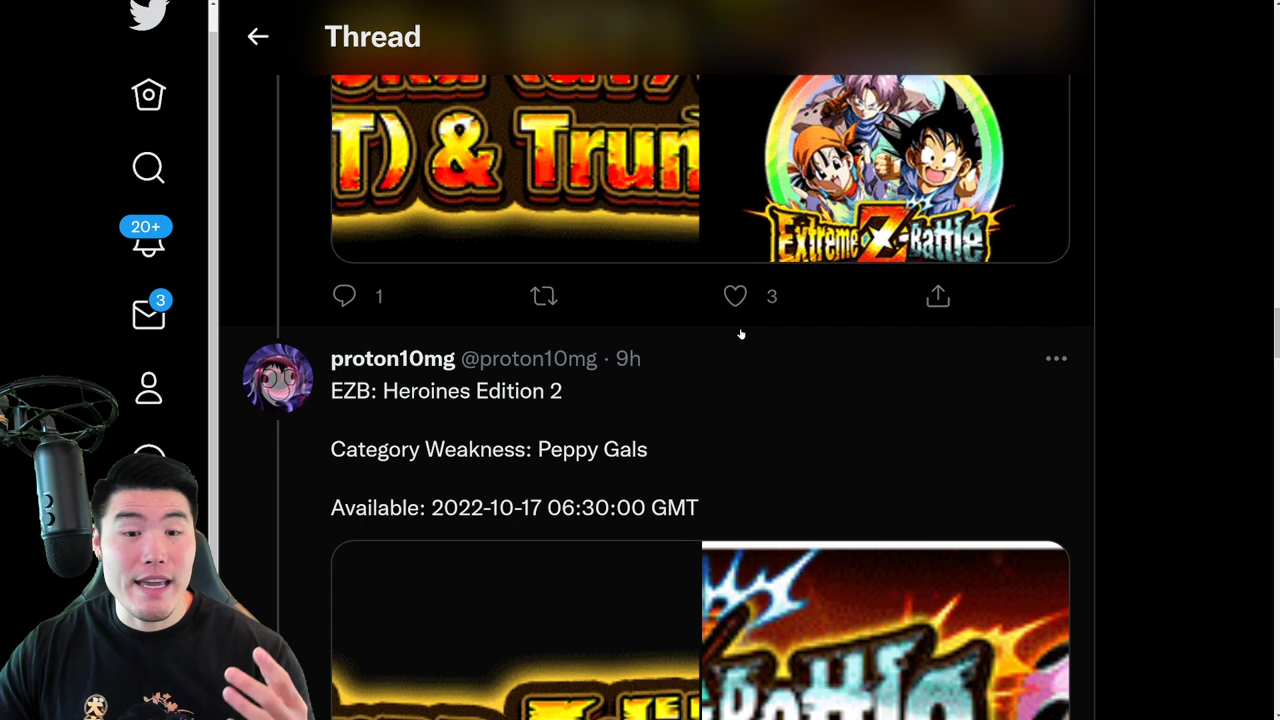 Thread
T) & Trun
Extreme Z-Battle
20+
3
1
3
proton10mg @proton10mg · 9h
EZB: Heroines Edition 2
Category Weakness: Peppy Gals
Available: 2022-10-17 06:30:00 GMT
-Battle